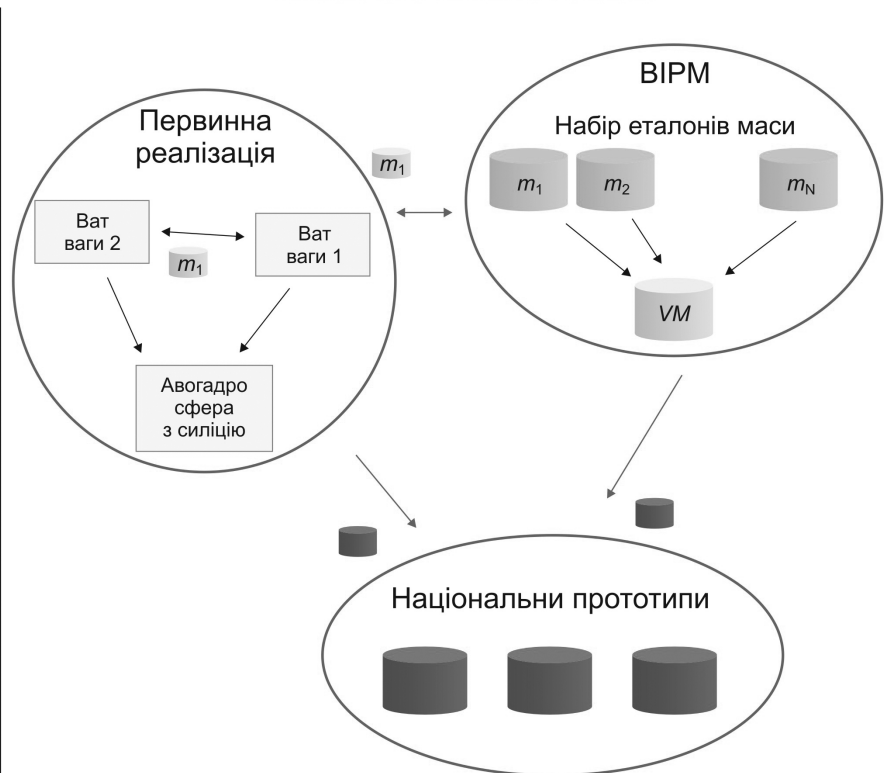 Первинна
реалізація
Ват
ваги 2
m1
Ват
ваги 1
Авогадро
сфера
з силіцію
m1
ВІРМ
Набір еталонів маси
m1
m2
mN
VM
Національни прототипи